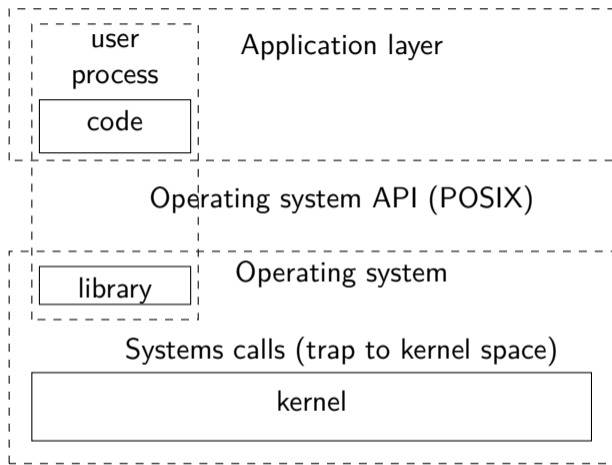 user
process
Application layer
code
Operating system API (POSIX)
Operating system
library
Systems calls (trap to kernel space)
kernel